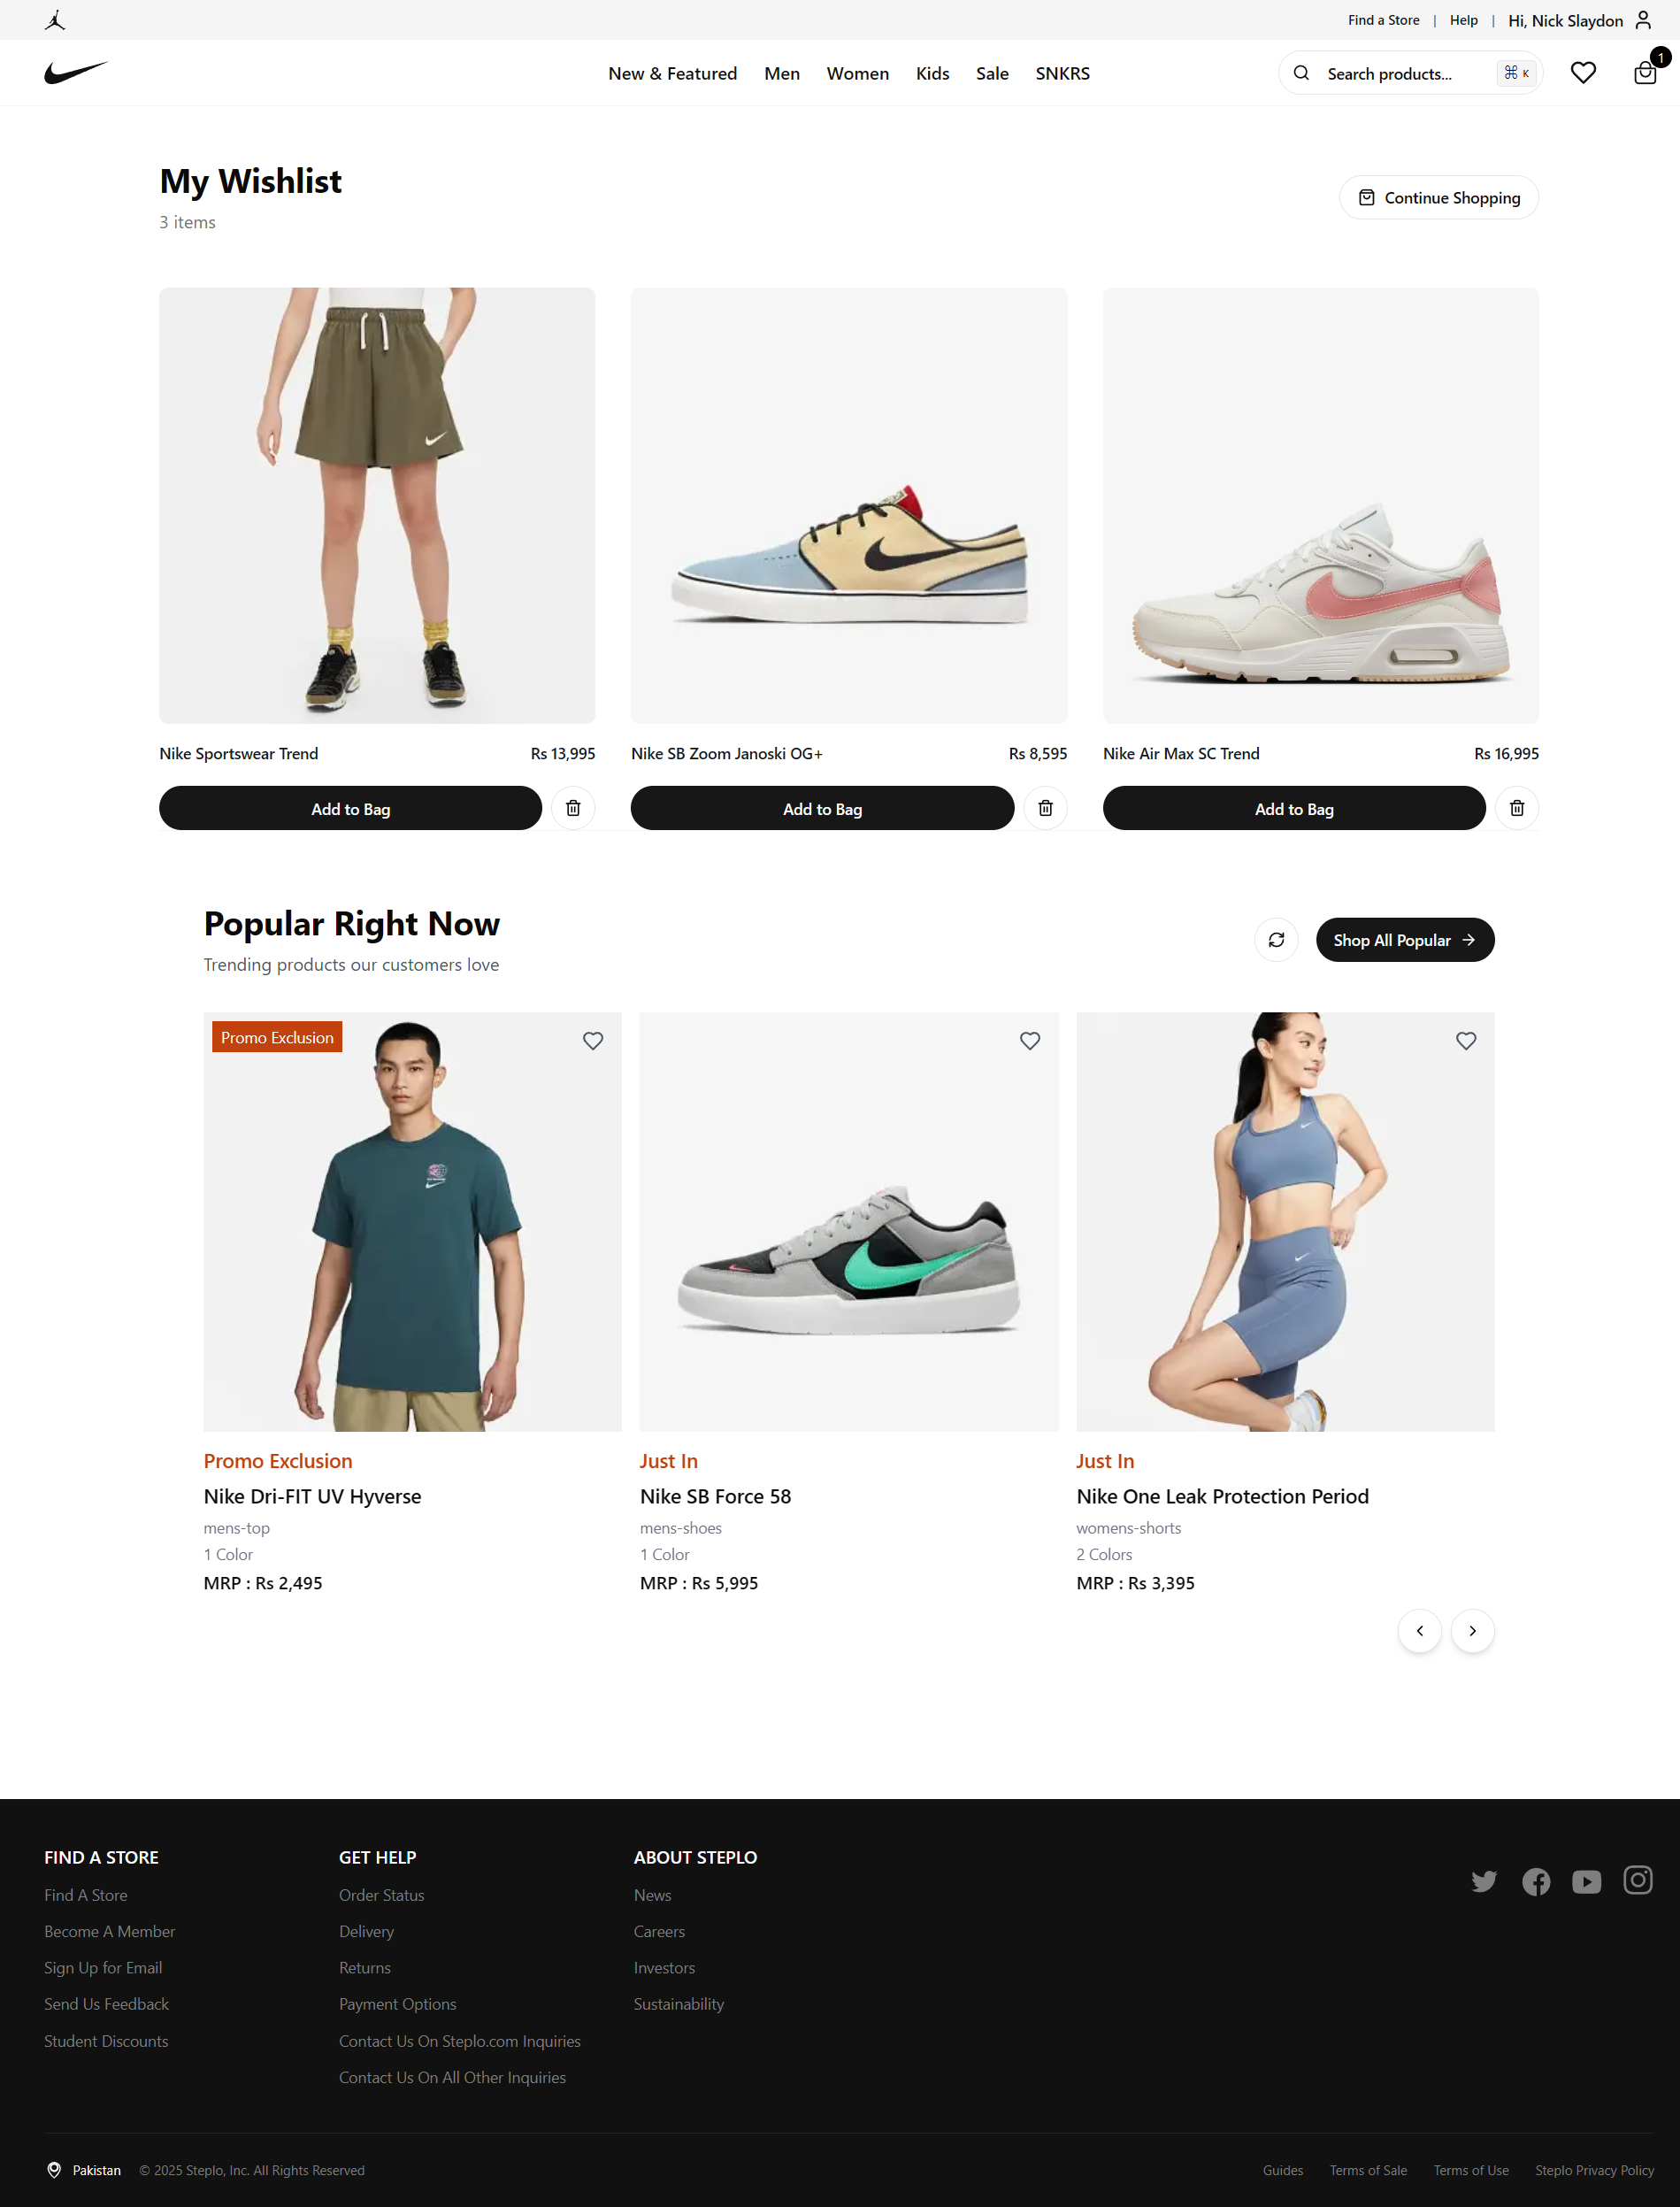 Find a Store | Help | Hi, Nick Slaydon
New & Featured Men Women Kids Sale SNKRS
Search products... ⌘ K
1
My Wishlist
3 items
Continue Shopping
Nike Sportswear Trend Rs 13,995
Nike SB Zoom Janoski OG+ Rs 8,595
Nike Air Max SC Trend Rs 16,995
Add to Bag
Add to Bag
Add to Bag
Popular Right Now
Trending products our customers love
Shop All Popular
Promo Exclusion
Promo Exclusion
Nike Dri-FIT UV Hyverse
mens-top
1 Color
MRP : Rs 2,495
Just In
Nike SB Force 58
mens-shoes
1 Color
MRP : Rs 5,995
Just In
Nike One Leak Protection Period
womens-shorts
2 Colors
MRP : Rs 3,395
FIND A STORE
Find A Store
Become A Member
Sign Up for Email
Send Us Feedback
Student Discounts
GET HELP
Order Status
Delivery
Returns
Payment Options
Contact Us On Steplo.com Inquiries
Contact Us On All Other Inquiries
ABOUT STEPLO
News
Careers
Investors
Sustainability
Pakistan © 2025 Steplo, Inc. All Rights Reserved
Guides Terms of Sale Terms of Use Steplo Privacy Policy